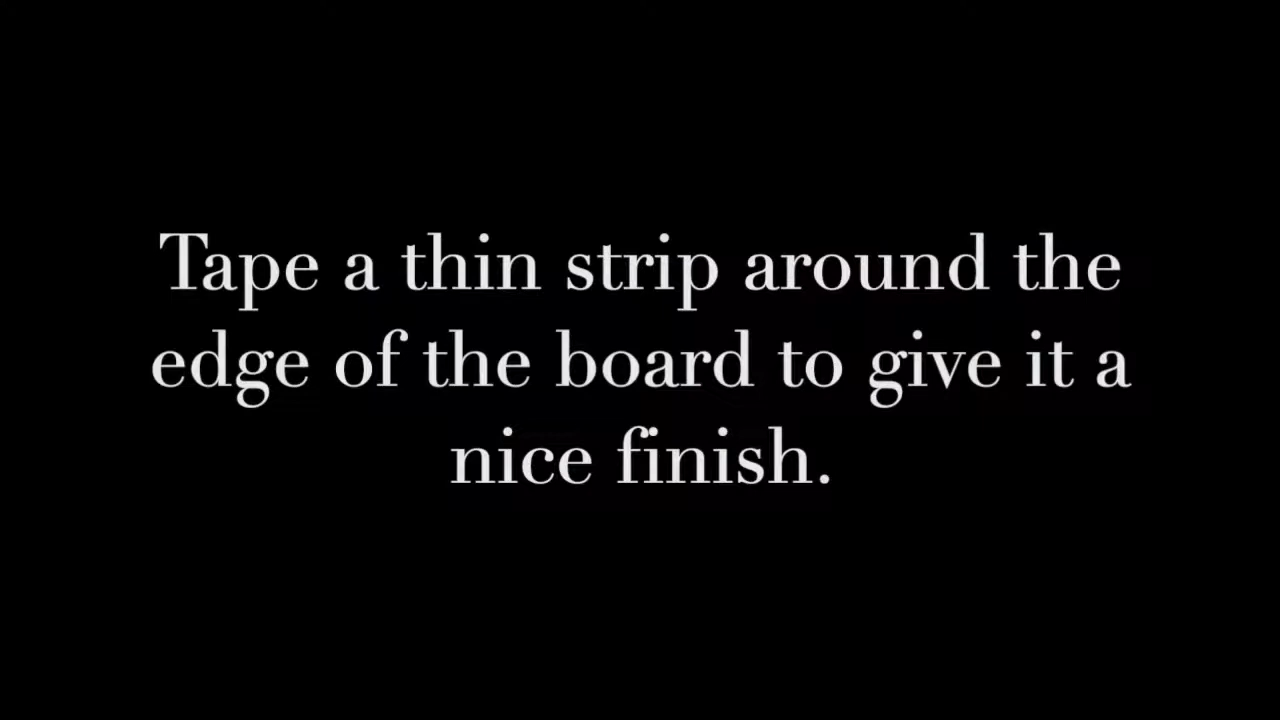 Tape a thin strip around the
edge of the board to give it a
nice finish.